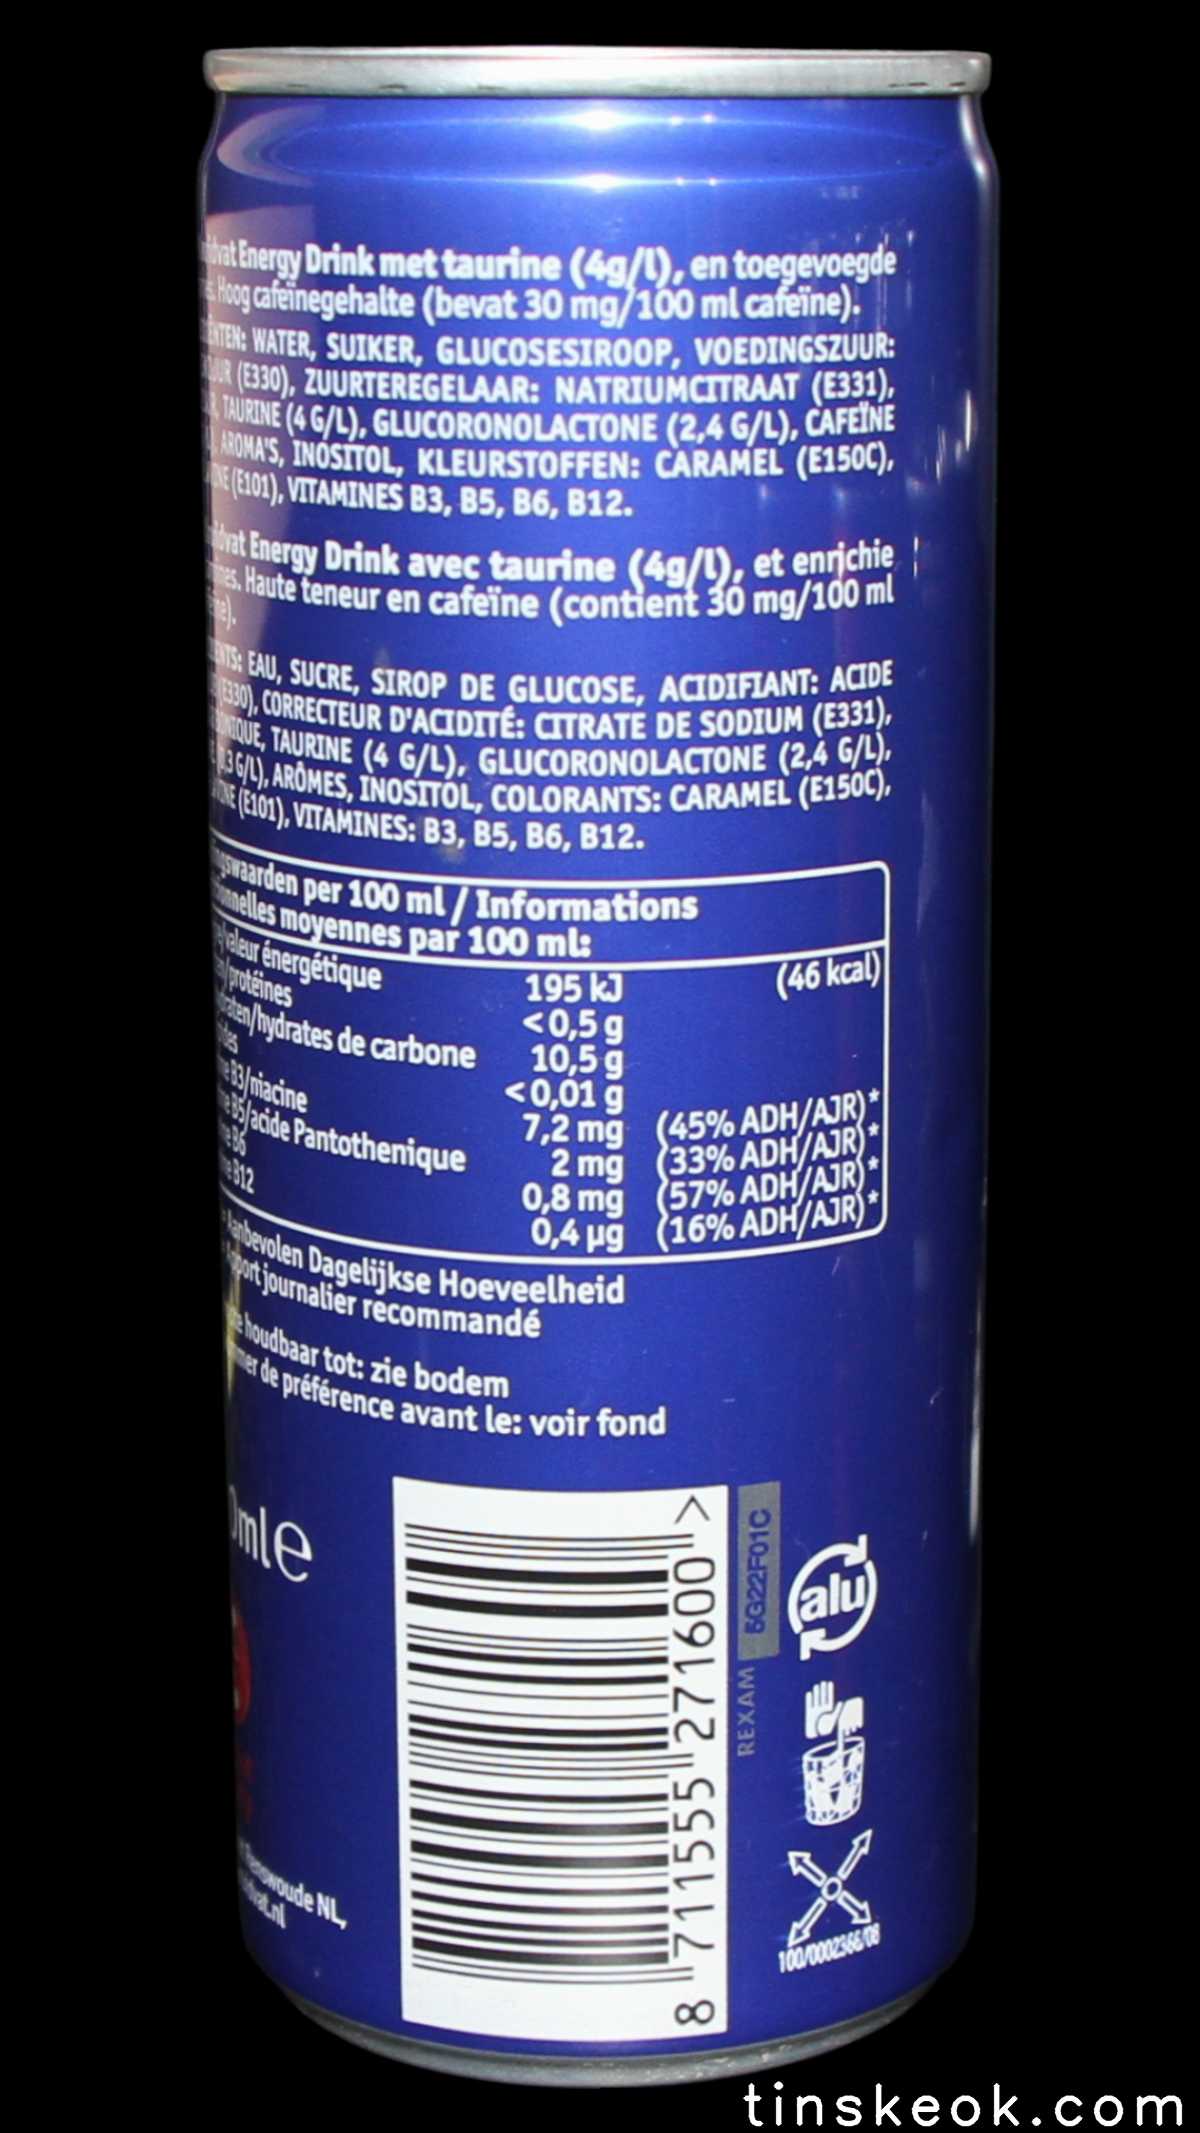 Energy Drink met taurine (4g/l), en toegevoegde
Hoog cafeïnegehalte (bevat 30 mg/100 ml cafeïne).
WATER, SUIKER, GLUCOSESIROOP, VOEDINGSZUUR:
(E330), ZUURTEREGELAAR: NATRIUMCITRAAT (E331),
TAURINE (4 G/L), GLUCORONOLACTONE (2,4 G/L), CAFEÏNE
AROMA'S, INOSITOL, KLEURSTOFFEN: CARAMEL (E150C),
(E101), VITAMINES B3, B5, B6, B12.
Energy Drink avec taurine (4g/l), et enrichie
Haute teneur en cafeïne (contient 30 mg/100 ml
EAU, SUCRE, SIROP DE GLUCOSE, ACIDIFIANT: ACIDE
(E330), CORRECTEUR D'ACIDITÉ: CITRATE DE SODIUM (E331),
TAURINE (4 G/L), GLUCORONOLACTONE (2,4 G/L),
G/L), ARÔMES, INOSITOL, COLORANTS: CARAMEL (E150C),
(E101), VITAMINES: B3, B5, B6, B12.
per 100 ml / Informations
moyennes par 100 ml:
/valeur énergétique 195 kJ (46 kcal)
/protéines <0,5 g
/hydrates de carbone 10,5 g
<0,01 g
B3/niacine 7,2 mg (45% ADH/AJR)*
B5/acide Pantothenique 2 mg (33% ADH/AJR)*
B6 0,8 mg (57% ADH/AJR)*
B12 0,4 µg (16% ADH/AJR)*
Aanbevolen Dagelijkse Hoeveelheid
Apport journalier recommandé
houdbaar tot: zie bodem
de préférence avant le: voir fond
ml e
8 711555 271600 >
5G22F01C
REXAM
alu
100/0002366/08
Renswoude NL,
tinskeok.com